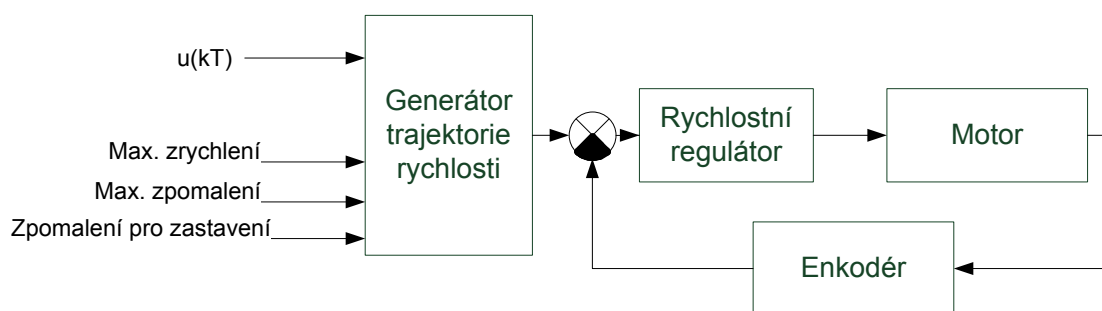 u(kT)
Max. zrychlení
Max. zpomalení
Zpomalení pro zastavení
Generátor
trajektorie
rychlosti
Rychlostní
regulátor
Motor
Enkodér